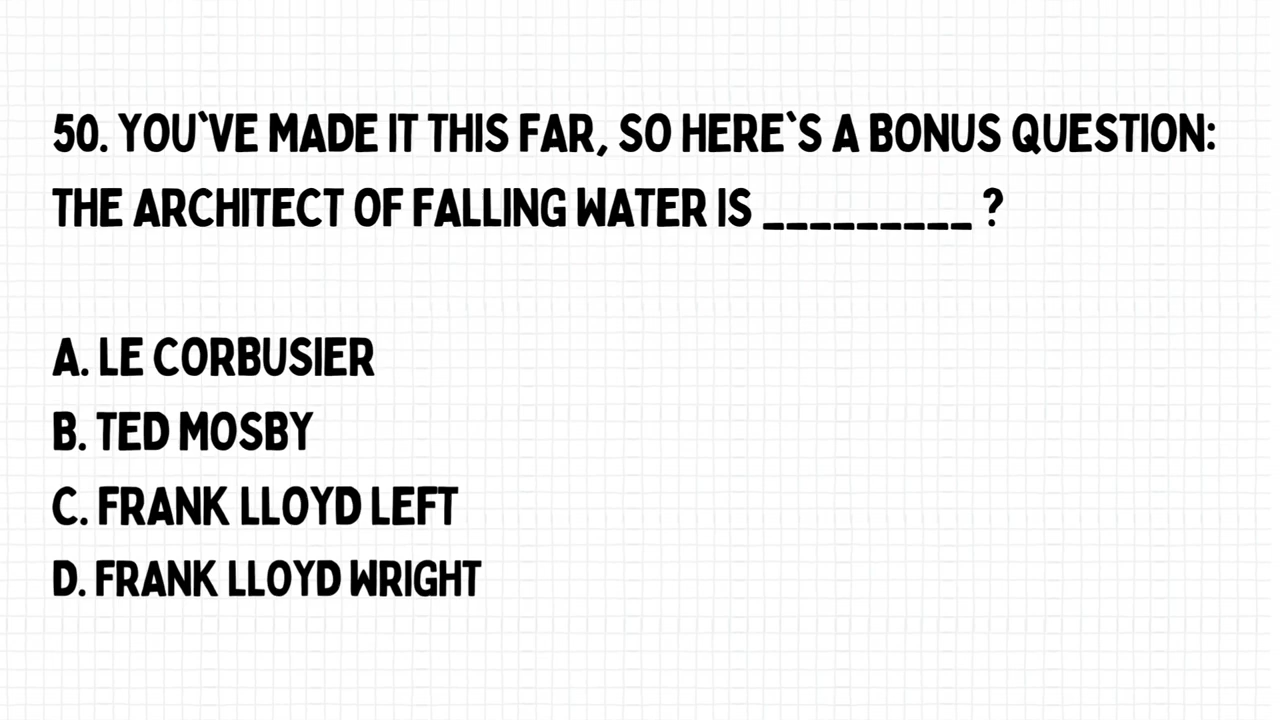 50. YOU`VE MADE IT THIS FAR, SO HERE`S A BONUS QUESTION:
THE ARCHITECT OF FALLING WATER IS _________ ?
A. LE CORBUSIER
B. TED MOSBY
C. FRANK LLOYD LEFT
D. FRANK LLOYD WRIGHT